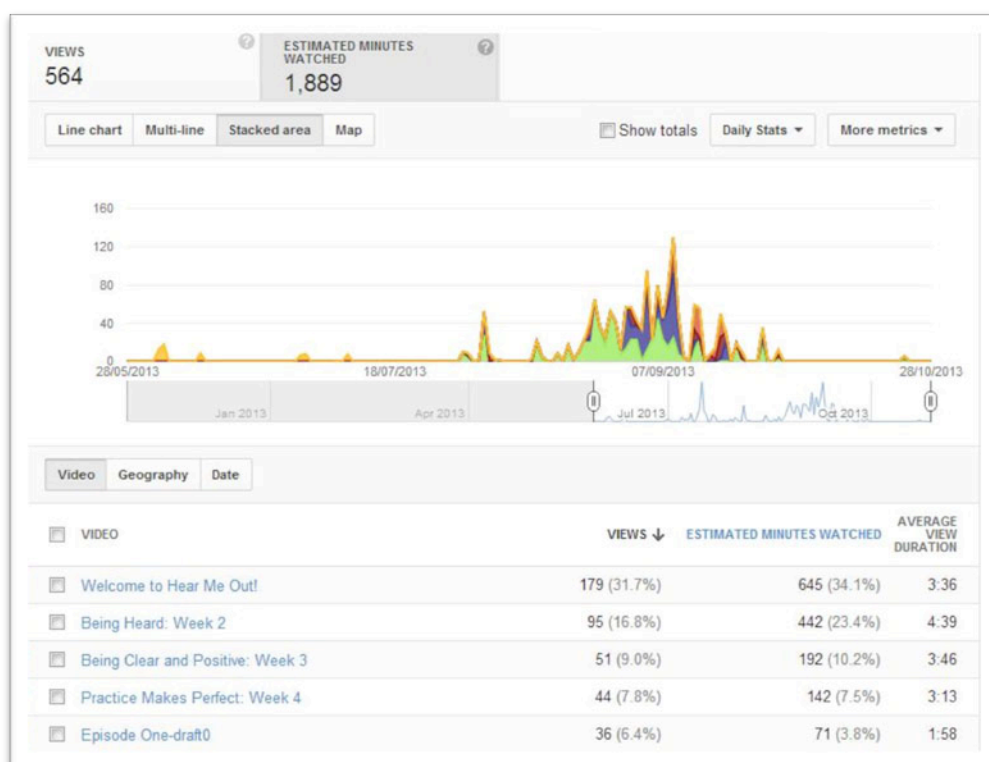 VIEWS ?
564
ESTIMATED MINUTES ?
WATCHED
1,889
Line chart Multi-line Stacked area Map Show totals Daily Stats More metrics
160
120
80
40
0
28/05/2013 18/07/2013 07/09/2013 28/10/2013
Jan 2013 Apr 2013 Jul 2013 Oct 2013
Video Geography Date
VIDEO VIEWS ↓ ESTIMATED MINUTES WATCHED AVERAGE
VIEW
DURATION
Welcome to Hear Me Out! 179 (31.7%) 645 (34.1%) 3:36
Being Heard: Week 2 95 (16.8%) 442 (23.4%) 4:39
Being Clear and Positive: Week 3 51 (9.0%) 192 (10.2%) 3:46
Practice Makes Perfect: Week 4 44 (7.8%) 142 (7.5%) 3:13
Episode One-draft0 36 (6.4%) 71 (3.8%) 1:58